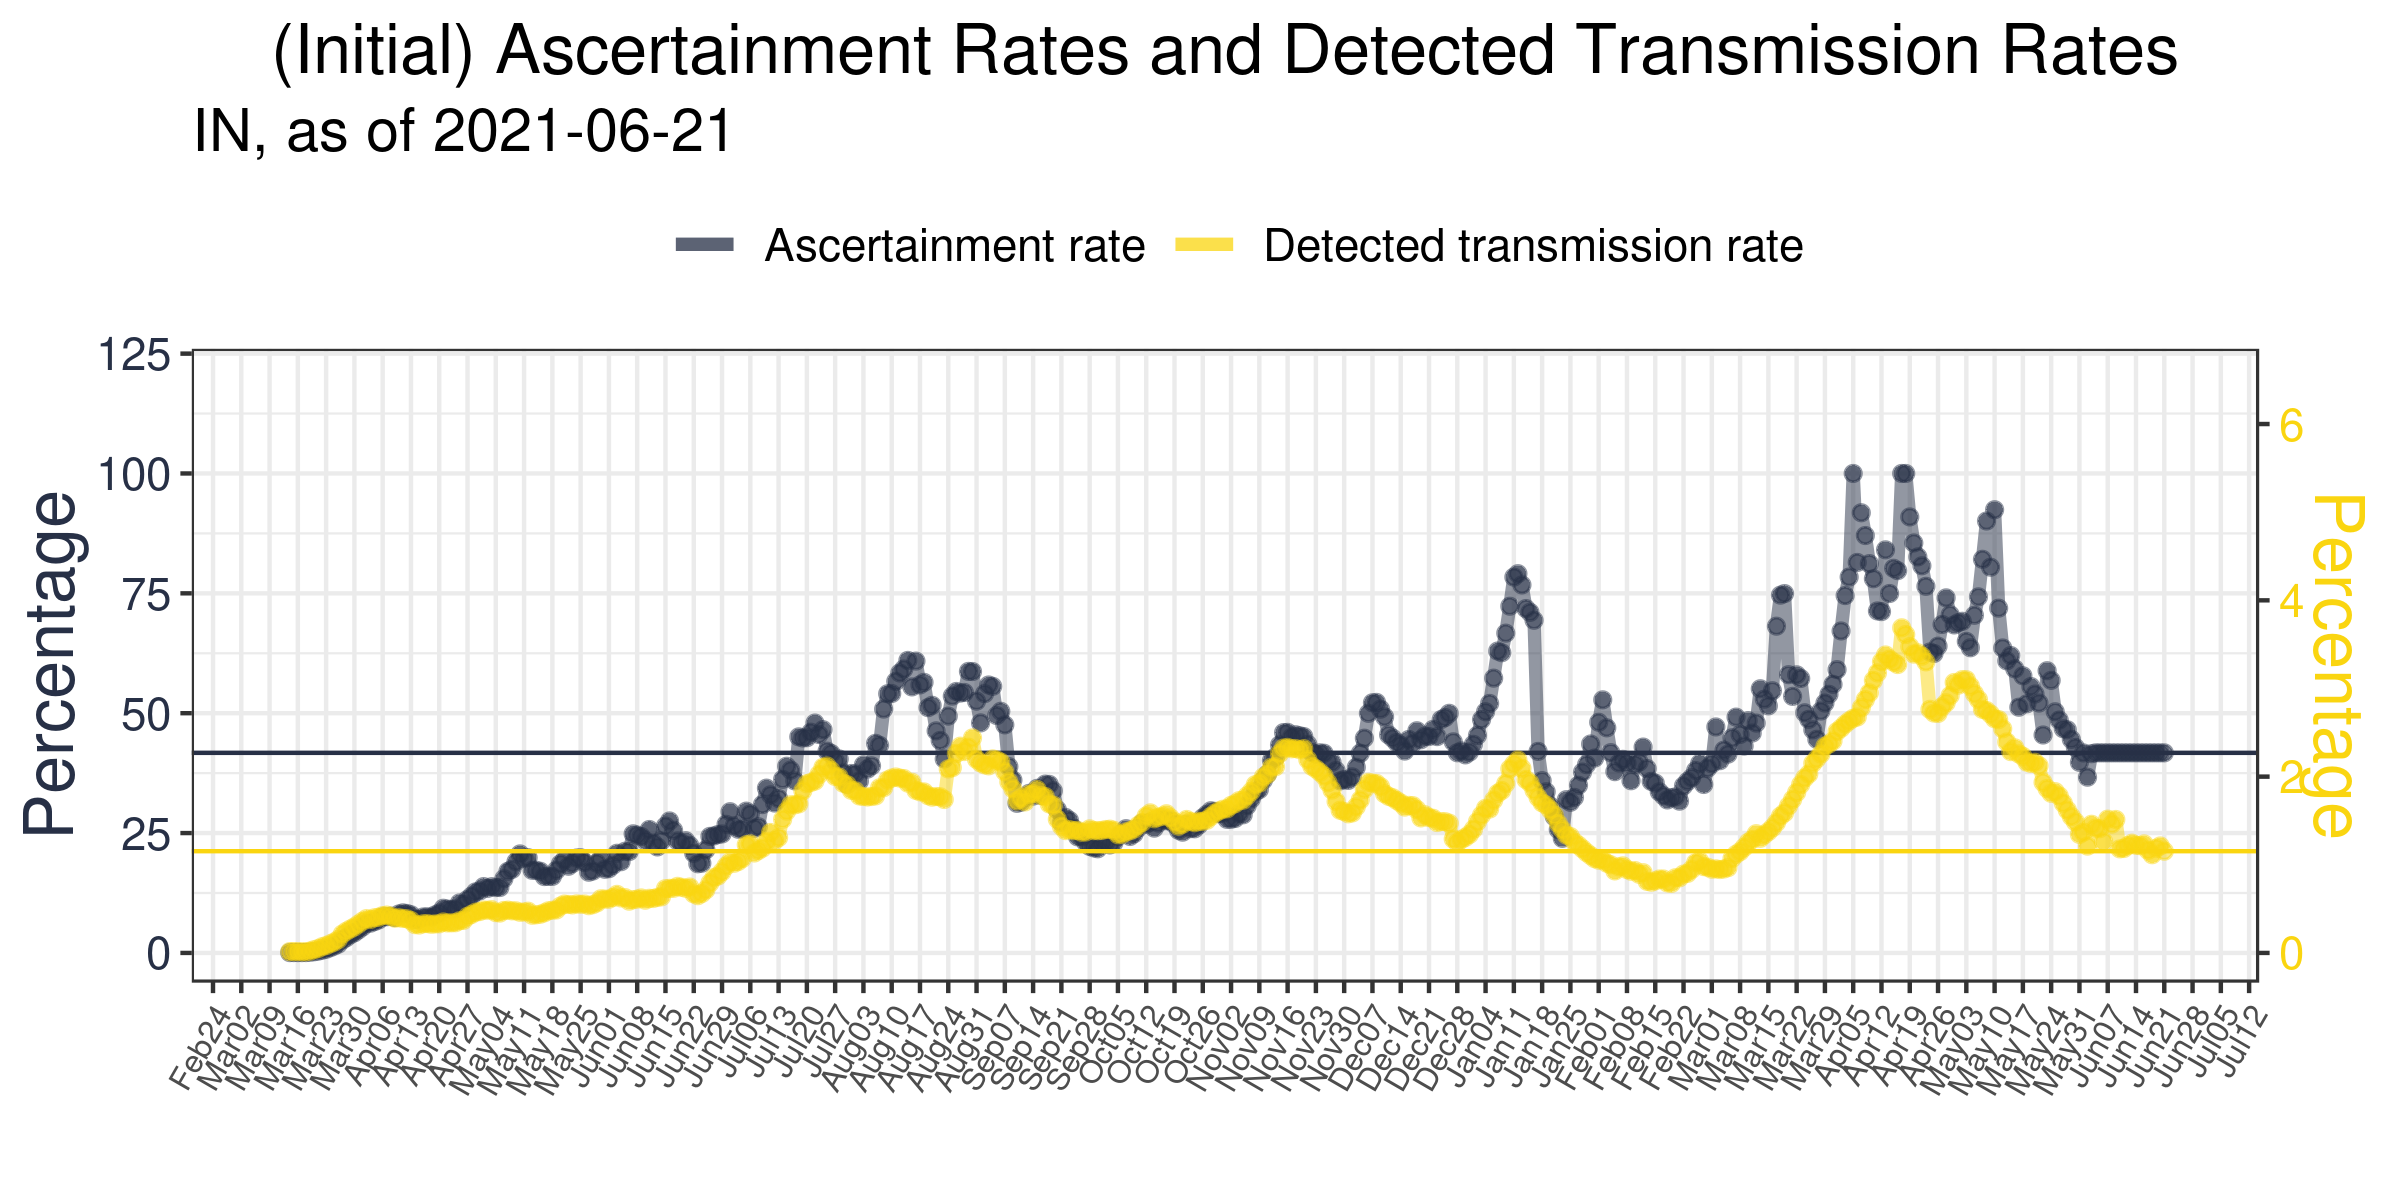 (Initial) Ascertainment Rates and Detected Transmission Rates
IN, as of 2021-06-21
Ascertainment rate Detected transmission rate
Percentage
125
100
75
50
25
0
6
4
2
0
Percentage
Feb24 Mar02 Mar09 Mar16 Mar23 Mar30 Apr06 Apr13 Apr20 Apr27 May04 May11 May18 May25 Jun01 Jun08 Jun15 Jun22 Jun29 Jul06 Jul13 Jul20 Jul27 Aug03 Aug10 Aug17 Aug24 Aug31 Sep07 Sep14 Sep21 Sep28 Oct05 Oct12 Oct19 Oct26 Nov02 Nov09 Nov16 Nov23 Nov30 Dec07 Dec14 Dec21 Dec28 Jan04 Jan11 Jan18 Jan25 Feb01 Feb08 Feb15 Feb22 Mar01 Mar08 Mar15 Mar22 Mar29 Apr05 Apr12 Apr19 Apr26 May03 May10 May17 May24 May31 Jun07 Jun14 Jun21 Jun28 Jul05 Jul12